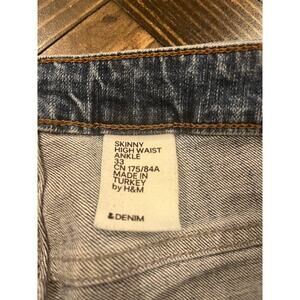 SKINNY
HIGH WAIST
ANKLE
33
CN 175/84A
MADE IN
TURKEY
by H&M
&DENIM